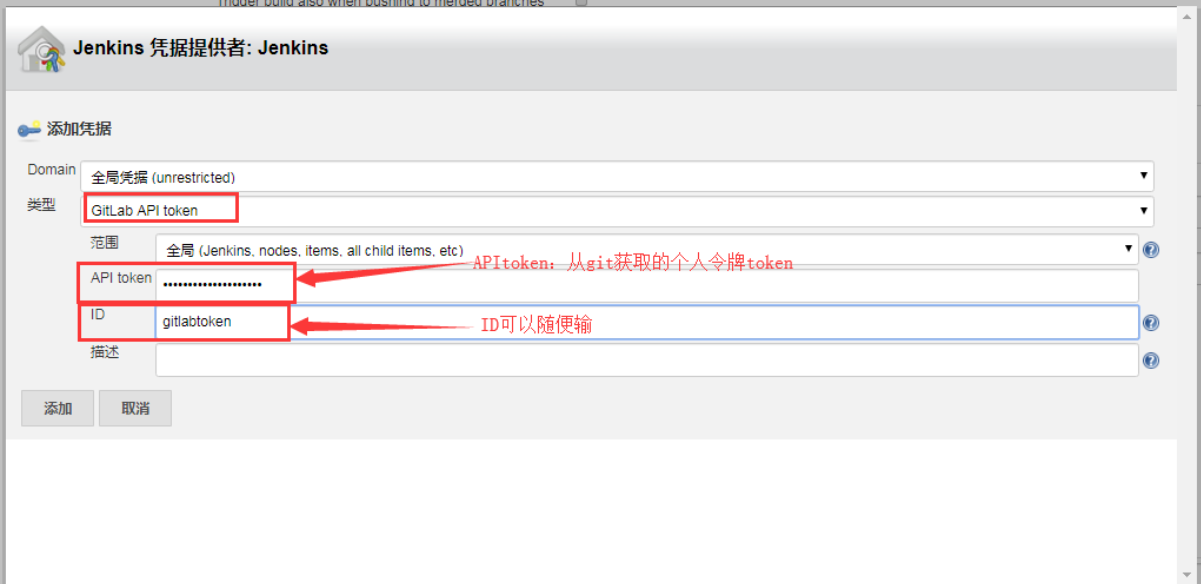 Trigger build also when pushing to merged branches
Jenkins 凭据提供者: Jenkins
添加凭据
Domain 全局凭据 (unrestricted)
类型 GitLab API token
范围 全局 (Jenkins, nodes, items, all child items, etc)
APItoken: 从git获取的个人令牌token
API token ••••••••••••••••••••
ID gitlabtoken
ID可以随便输
描述
添加 取消